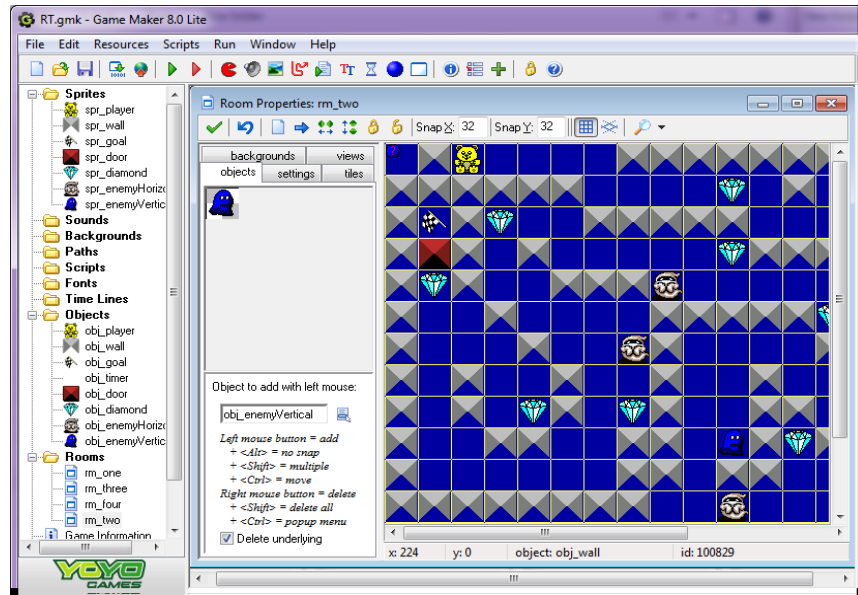 RT.gmk - Game Maker 8.0 Lite
File Edit Resources Scripts Run Window Help
Sprites
spr_player
spr_wall
spr_goal
spr_door
spr_diamond
spr_enemyHorizo
spr_enemyVertic
Sounds
Backgrounds
Paths
Scripts
Fonts
Time Lines
Objects
obj_player
obj_wall
obj_goal
obj_timer
obj_door
obj_diamond
obj_enemyHorizo
obj_enemyVertic
Rooms
rm_one
rm_three
rm_four
rm_two
Game Information
YOYO
GAMES
Room Properties: rm_two
Snap X: 32 Snap Y: 32
backgrounds views
objects settings tiles
Object to add with left mouse:
obj_enemyVertical
Left mouse button = add
+ <Alt> = no snap
+ <Shift> = multiple
+ <Ctrl> = move
Right mouse button = delete
+ <Shift> = delete all
+ <Ctrl> = popup menu
Delete underlying
x: 224 y: 0 object: obj_wall id: 100829